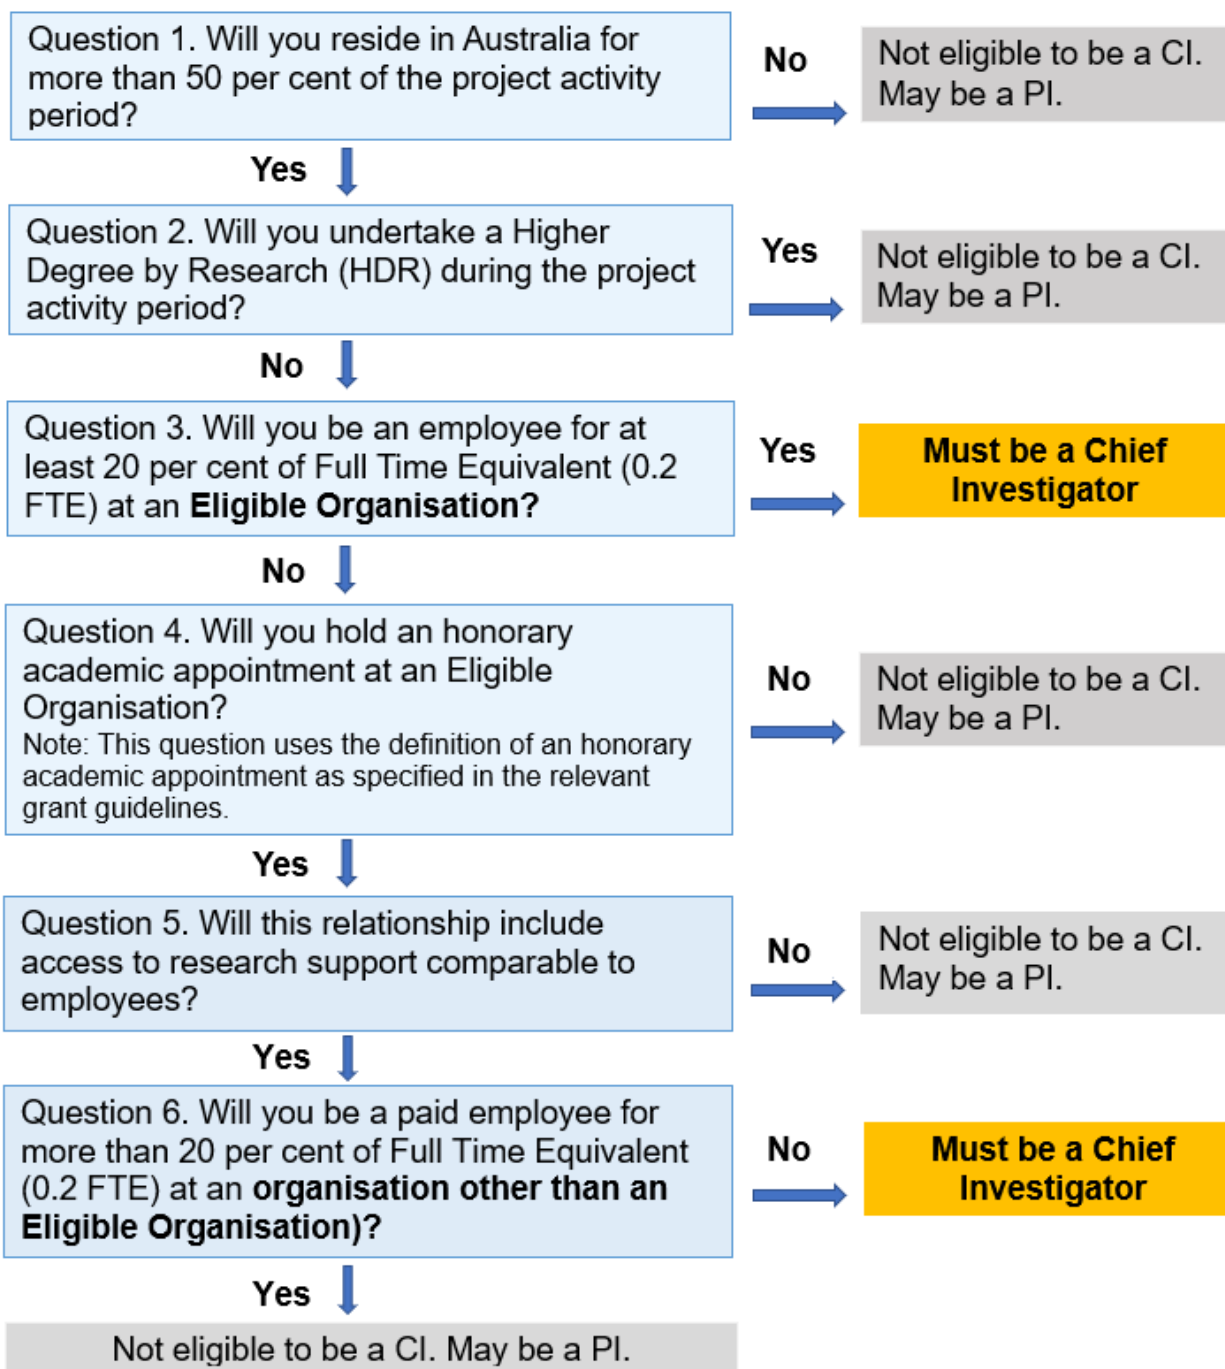 Question 1. Will you reside in Australia for
more than 50 per cent of the project activity
period?
No
Not eligible to be a CI.
May be a PI.
Yes
Question 2. Will you undertake a Higher
Degree by Research (HDR) during the project
activity period?
Yes
Not eligible to be a CI.
May be a PI.
No
Question 3. Will you be an employee for at
least 20 per cent of Full Time Equivalent (0.2
FTE) at an Eligible Organisation?
Yes
Must be a Chief
Investigator
No
Question 4. Will you hold an honorary
academic appointment at an Eligible
Organisation?
Note: This question uses the definition of an honorary
academic appointment as specified in the relevant
grant guidelines.
No
Not eligible to be a CI.
May be a PI.
Yes
Question 5. Will this relationship include
access to research support comparable to
employees?
No
Not eligible to be a CI.
May be a PI.
Yes
Question 6. Will you be a paid employee for
more than 20 per cent of Full Time Equivalent
(0.2 FTE) at an organisation other than an
Eligible Organisation)?
No
Must be a Chief
Investigator
Yes
Not eligible to be a CI. May be a PI.